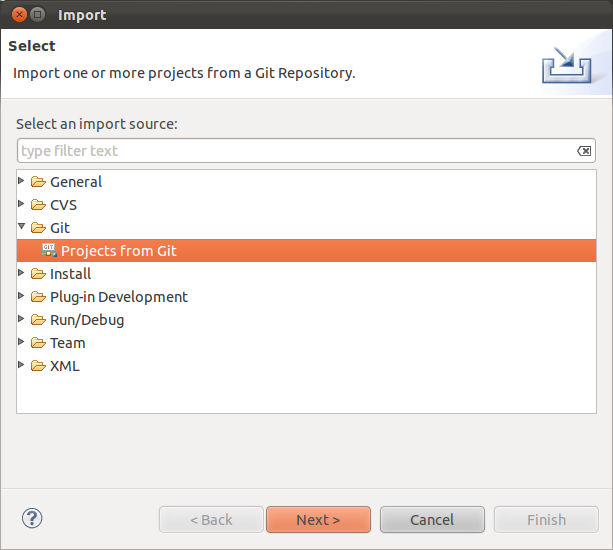 Import
Select
Import one or more projects from a Git Repository.
Select an import source:
type filter text
General
CVS
Git
GIT Projects from Git
Install
Plug-in Development
Run/Debug
Team
XML
? < Back Next > Cancel Finish